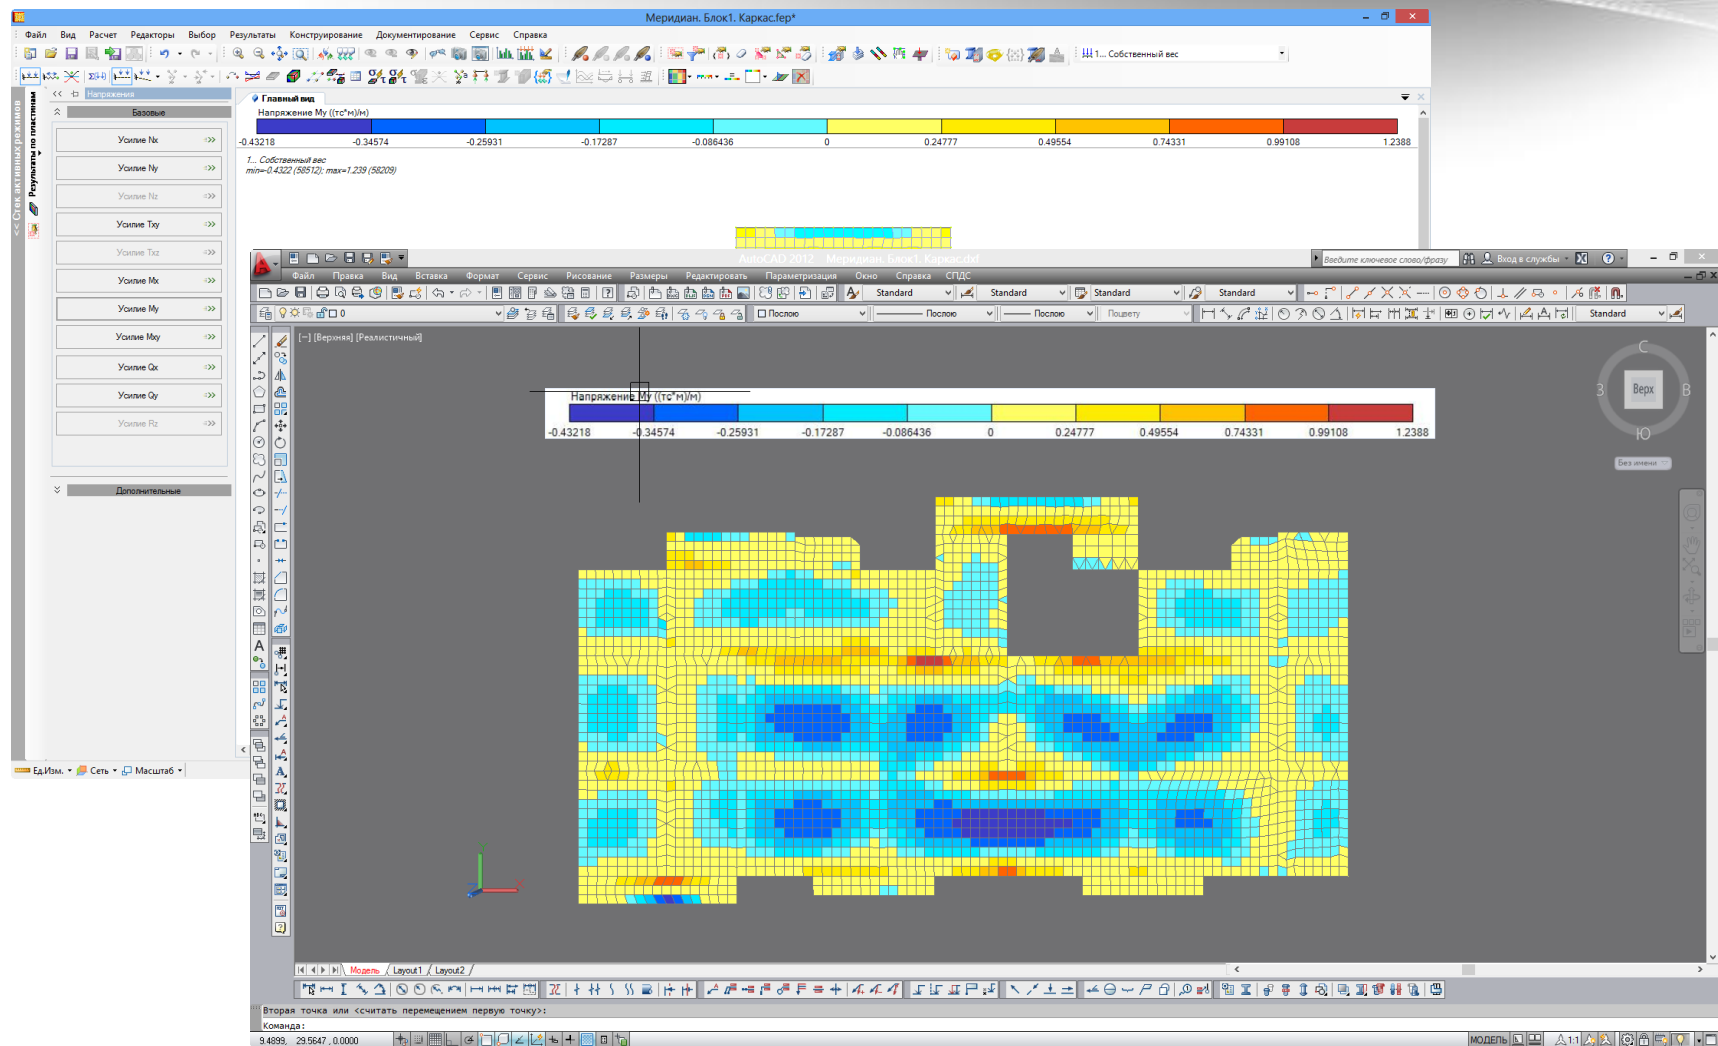 Меридиан. Блок1. Каркас.fep*
Файл Вид Расчет Редакторы Выбор Результаты Конструирование Документирование Сервис Справка
1... Собственный вес
<< Стек активных режимов
Результаты по пластинам
Напряжения
Базовые
Усилие Nx
Усилие Ny
Усилие Nz
Усилие Txy
Усилие Txz
Усилие Mx
Усилие My
Усилие Mxy
Усилие Qx
Усилие Qy
Усилие Rz
Дополнительные
Ед.Изм. Сеть Масштаб
Главный вид
Напряжение My ((тс*м)/м)
-0.43218 -0.34574 -0.25931 -0.17287 -0.086436 0 0.24777 0.49554 0.74331 0.99108 1.2388
1... Собственный вес
min=-0.4322 (58512); max=1.239 (58209)
AutoCAD 2012 Меридиан. Блок1. Каркас.dxf
Введите ключевое слово/фразу
Вход в службы
Файл Правка Вид Вставка Формат Сервис Рисование Размеры Редактировать Параметризация Окно Справка СПДС
Standard Standard Standard Standard
0 Послою Послою Послою Поцвету Standard
[−] [Верхняя] [Реалистичный]
Напряжение My ((тс*м)/м)
-0.43218 -0.34574 -0.25931 -0.17287 -0.086436 0 0.24777 0.49554 0.74331 0.99108 1.2388
С
З Верх В
Ю
Без имени
Модель Layout1 Layout2
Вторая точка или <считать перемещением первую точку>:
Команда:
9.4899, 29.5647 , 0.0000
МОДЕЛЬ 1:1